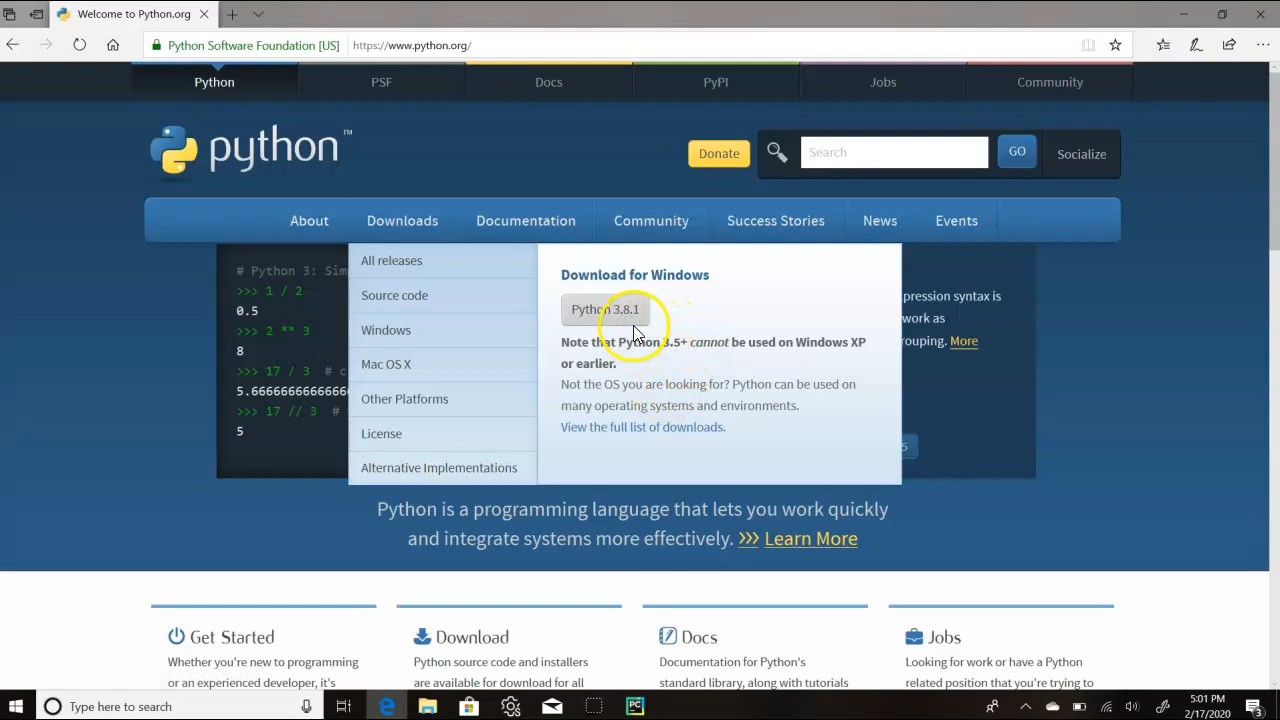 Welcome to Python.org
Python Software Foundation [US]
https://www.python.org/
Python
PSF
Docs
PyPI
Jobs
Community
python™
Donate
Search
GO
Socialize
About
Downloads
Documentation
Community
Success Stories
News
Events
# Python 3: Sim
>>> 1 / 2
0.5
>>> 2 ** 3
8
>>> 17 / 3 # c
>>> 17 // 3 #
5
All releases
Source code
Windows
Mac OS X
Other Platforms
License
Alternative Implementations
Download for Windows
Python 3.8.1
Note that Python 3.5+ cannot be used on Windows XP
or earlier.
Not the OS you are looking for? Python can be used on
many operating systems and environments.
View the full list of downloads.
xpression syntax is
work as
rouping. More
5
Python is a programming language that lets you work quickly
and integrate systems more effectively. >>> Learn More
Get Started
Whether you're new to programming
or an experienced developer, it's
Download
Python source code and installers
are available for download for all
Docs
Documentation for Python's
standard library, along with tutorials
Jobs
Looking for work or have a Python
related position that you're trying to
Type here to search
PC
5:01 PM
2/17/2020
3